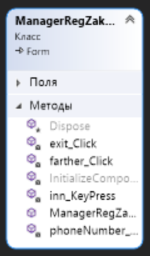 ManagerRegZak...
Класс
Form
Поля
Методы
Dispose
exit_Click
farther_Click
InitializeCompo...
inn_KeyPress
ManagerRegZa...
phoneNumber_...